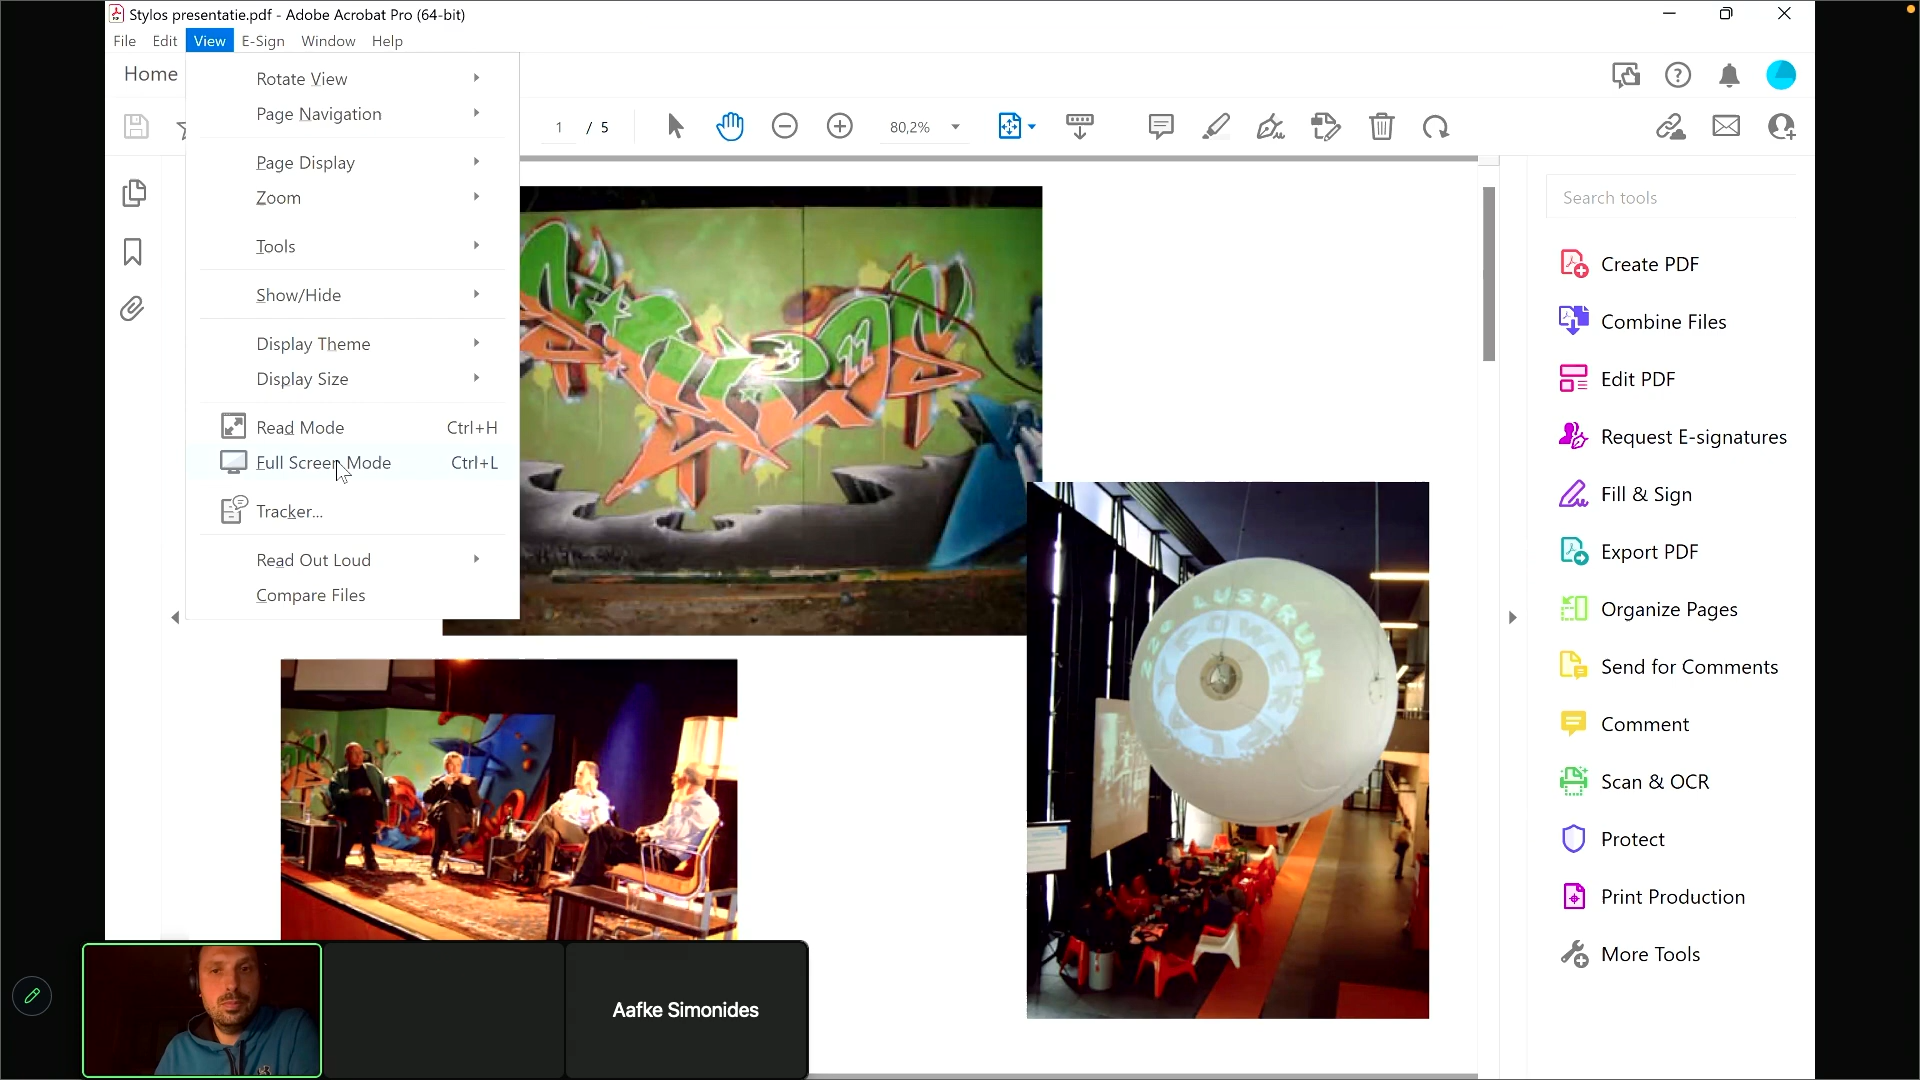 Stylos presentatie.pdf - Adobe Acrobat Pro (64-bit)
File Edit View E-Sign Window Help
Home
1 / 5 80,2%
Rotate View
Page Navigation
Page Display
Zoom
Tools
Show/Hide
Display Theme
Display Size
Read Mode Ctrl+H
Full Screen Mode Ctrl+L
Tracker...
Read Out Loud
Compare Files
Search tools
Create PDF
Combine Files
Edit PDF
Request E-signatures
Fill & Sign
Export PDF
Organize Pages
Send for Comments
Comment
Scan & OCR
Protect
Print Production
More Tools
LUSTRUM
Aafke Simonides